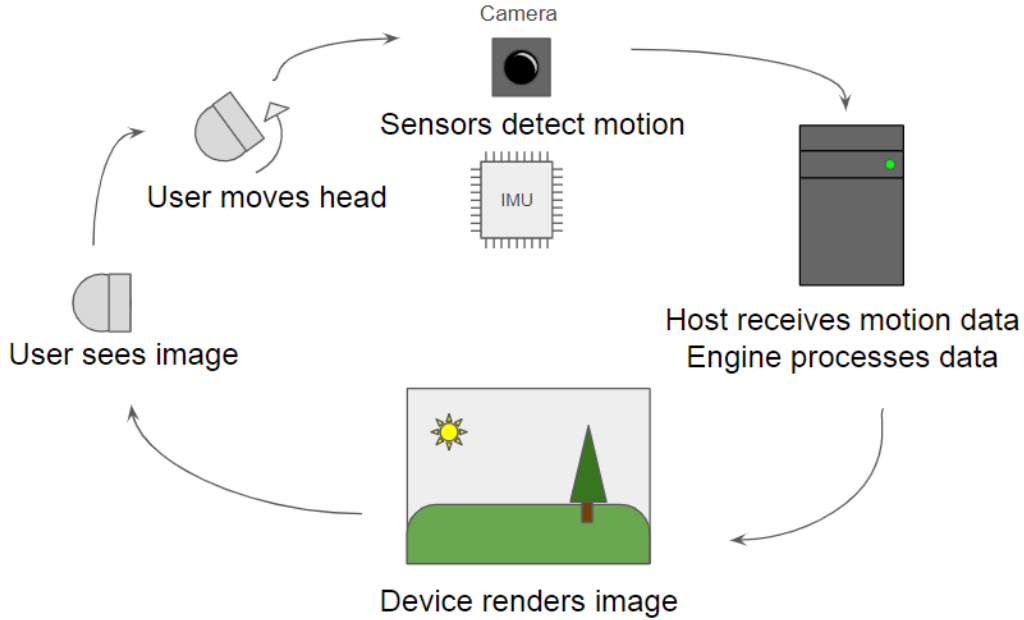 Camera
Sensors detect motion
User moves head
IMU
Host receives motion data
Engine processes data
User sees image
Device renders image